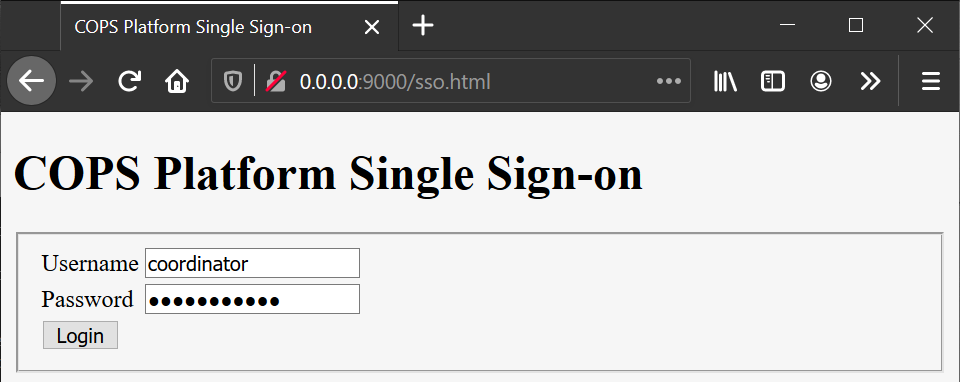 COPS Platform Single Sign-on
0.0.0.0:9000/sso.html
COPS Platform Single Sign-on
Username coordinator
Password ●●●●●●●●●●●
Login